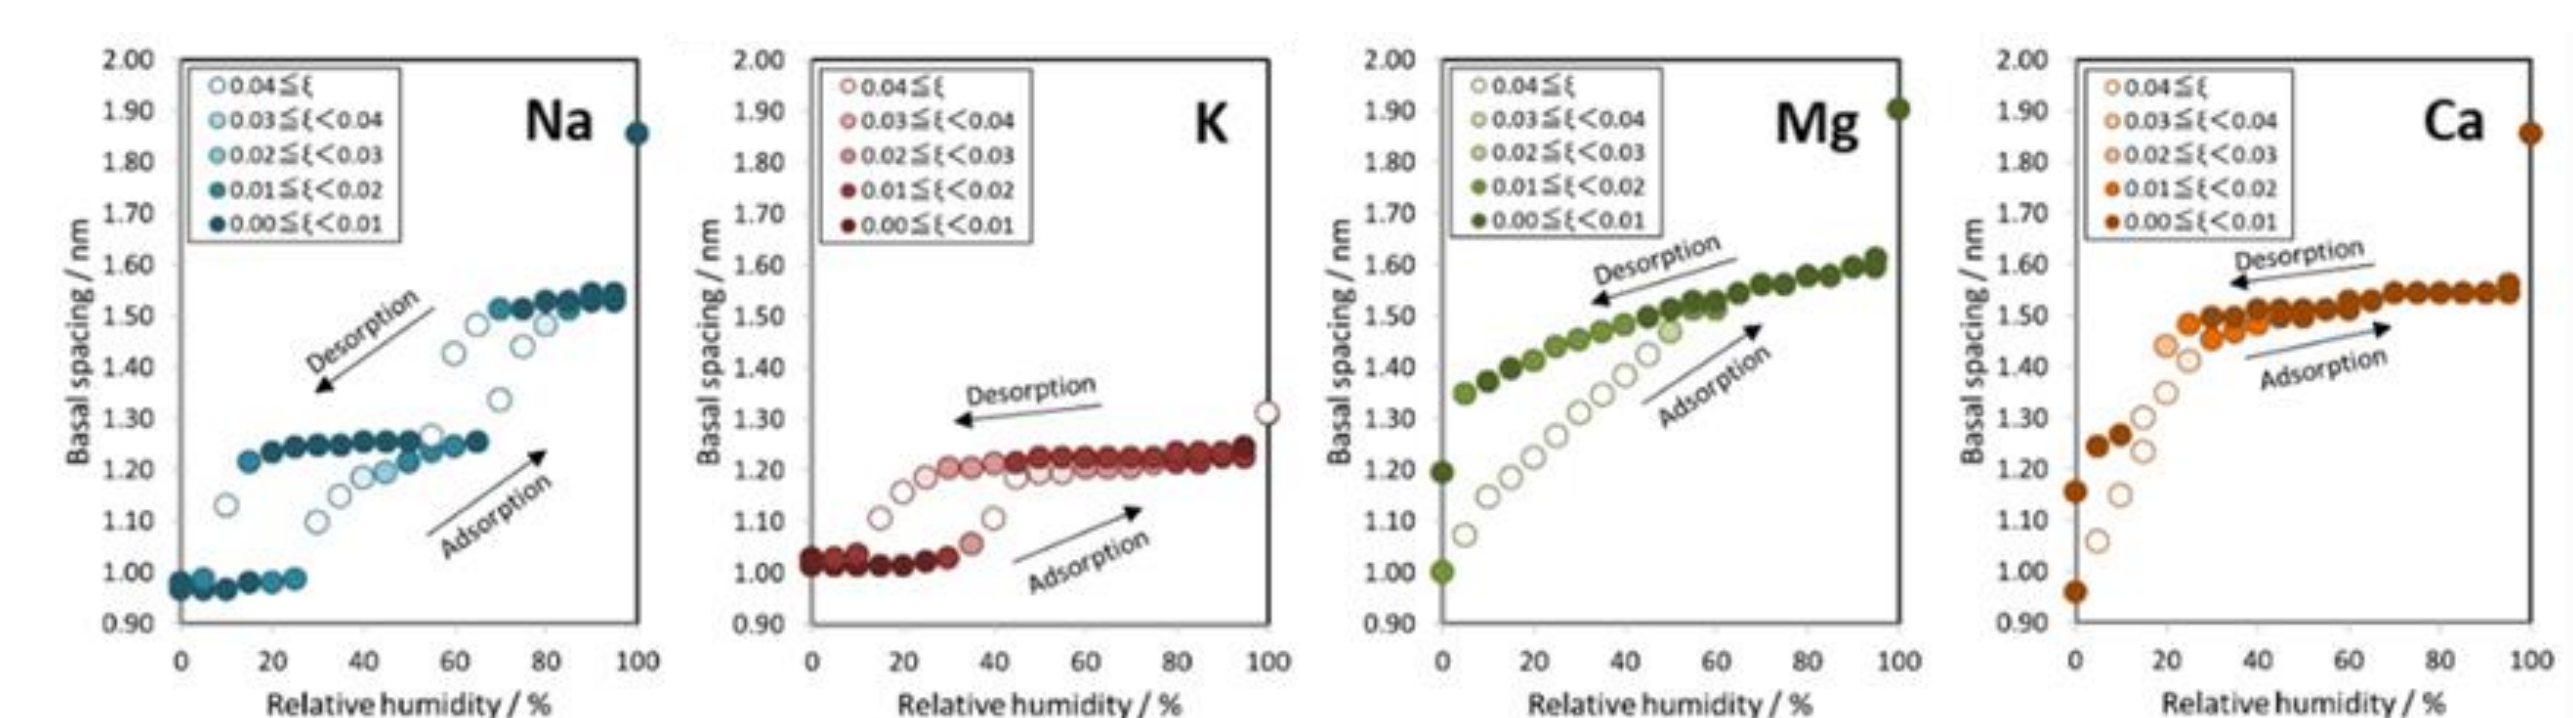 2.00
1.90
1.80
1.70
1.60
1.50
1.40
1.30
1.20
1.10
1.00
0.90
Basal spacing / nm
0.04≦ξ
0.03≦ξ<0.04
0.02≦ξ<0.03
0.01≦ξ<0.02
0.00≦ξ<0.01
Na
Desorption
Adsorption
0 20 40 60 80 100
Relative humidity / %
2.00
1.90
1.80
1.70
1.60
1.50
1.40
1.30
1.20
1.10
1.00
0.90
Basal spacing / nm
0.04≦ξ
0.03≦ξ<0.04
0.02≦ξ<0.03
0.01≦ξ<0.02
0.00≦ξ<0.01
K
Desorption
Adsorption
0 20 40 60 80 100
Relative humidity / %
2.00
1.90
1.80
1.70
1.60
1.50
1.40
1.30
1.20
1.10
1.00
0.90
Basal spacing / nm
0.04≦ξ
0.03≦ξ<0.04
0.02≦ξ<0.03
0.01≦ξ<0.02
0.00≦ξ<0.01
Mg
Desorption
Adsorption
0 20 40 60 80 100
Relative humidity / %
2.00
1.90
1.80
1.70
1.60
1.50
1.40
1.30
1.20
1.10
1.00
0.90
Basal spacing / nm
0.04≦ξ
0.03≦ξ<0.04
0.02≦ξ<0.03
0.01≦ξ<0.02
0.00≦ξ<0.01
Ca
Desorption
Adsorption
0 20 40 60 80 100
Relative humidity / %